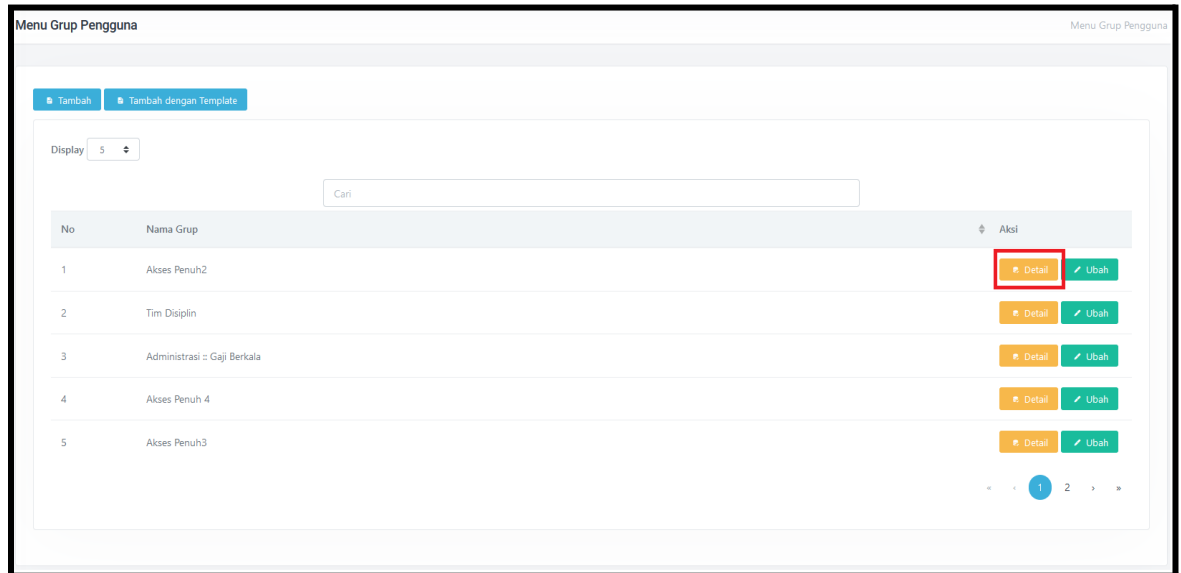 Menu Grup Pengguna Menu Grup Pengguna
Tambah Tambah dengan Template
Display 5
Cari
No Nama Grup Aksi
1 Akses Penuh2 Detail Ubah
2 Tim Disiplin Detail Ubah
3 Administrasi :: Gaji Berkala Detail Ubah
4 Akses Penuh 4 Detail Ubah
5 Akses Penuh3 Detail Ubah
« ‹ 1 2 › »